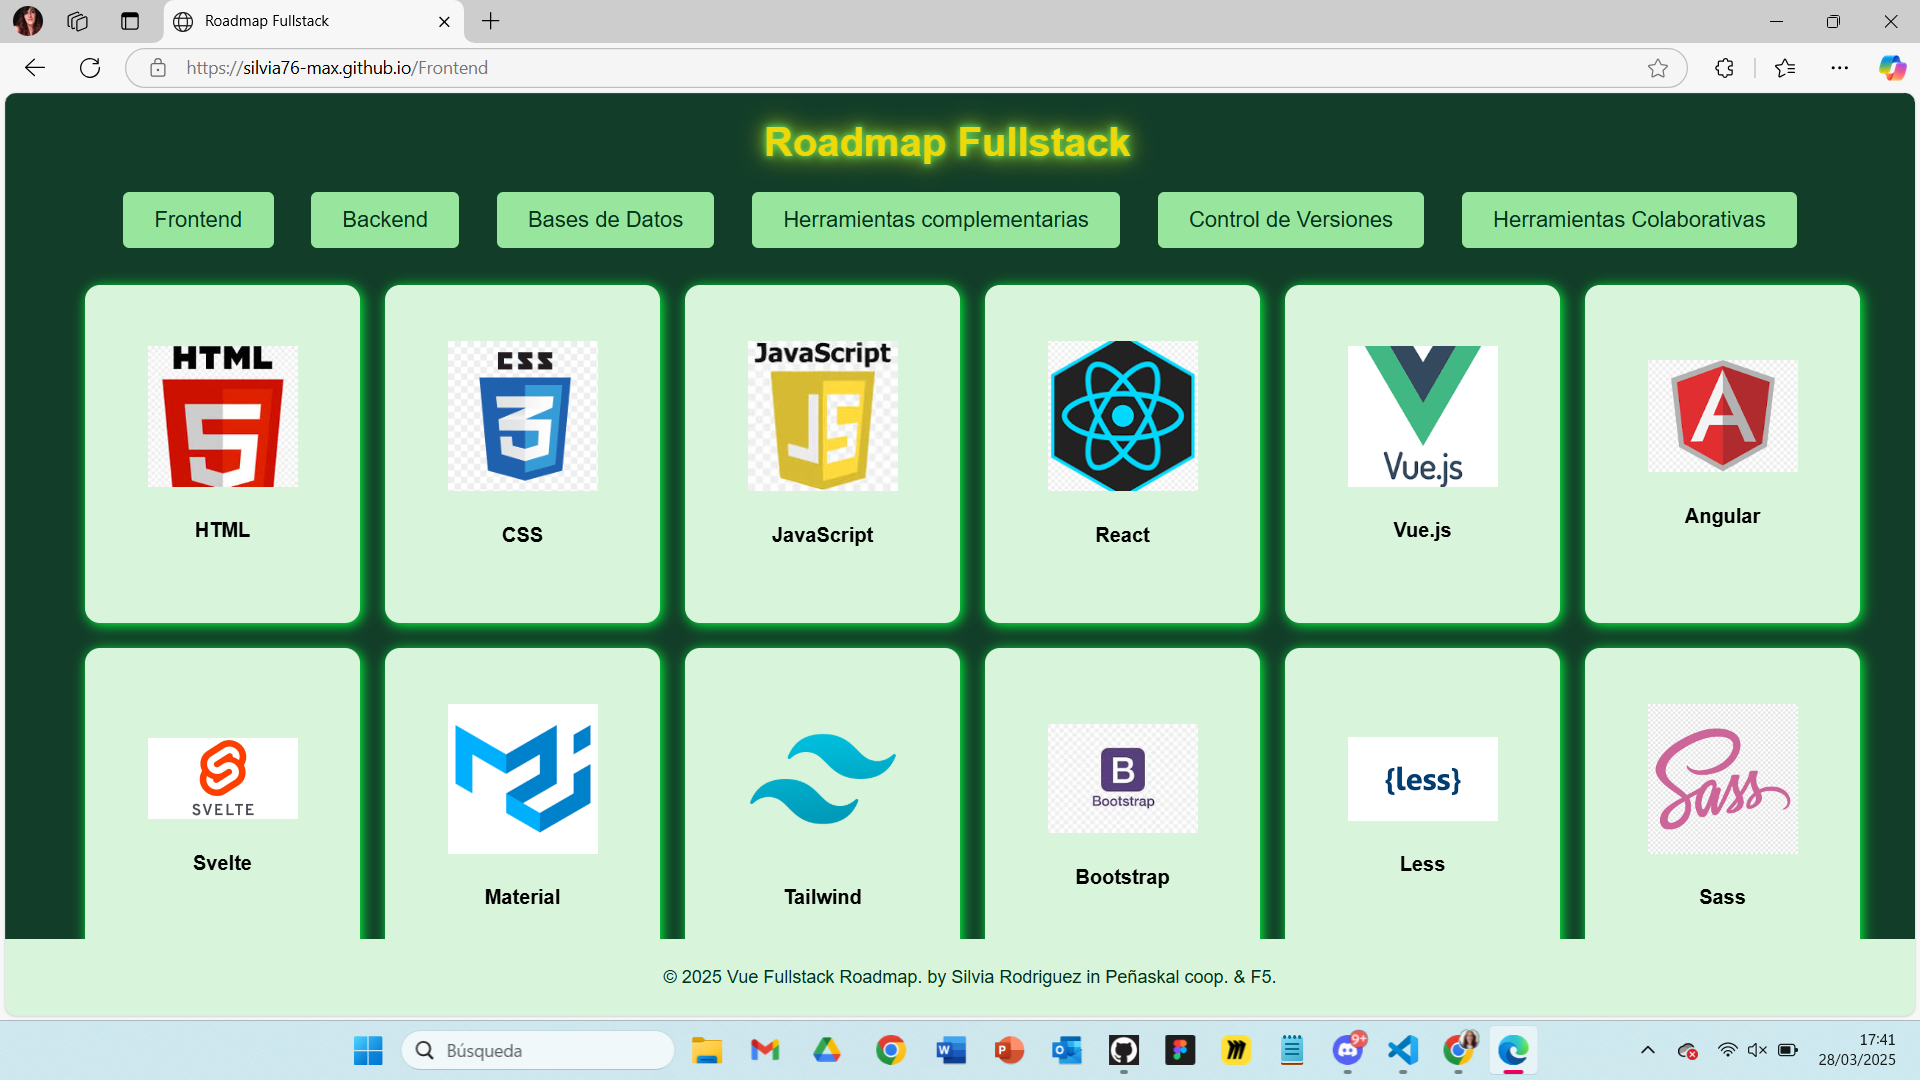 Roadmap Fullstack
https://silvia76-max.github.io/Frontend
Roadmap Fullstack
Frontend
Backend
Bases de Datos
Herramientas complementarias
Control de Versiones
Herramientas Colaborativas
HTML
5
HTML
CSS
3
CSS
JavaScript
JS
JavaScript
React
Vue.js
Vue.js
A
Angular
SVELTE
Svelte
Material
Tailwind
B
Bootstrap
Bootstrap
{less}
Less
Sass
Sass
© 2025 Vue Fullstack Roadmap. by Silvia Rodriguez in Peñaskal coop. & F5.
Búsqueda
W
P
O
9+
17:41
28/03/2025